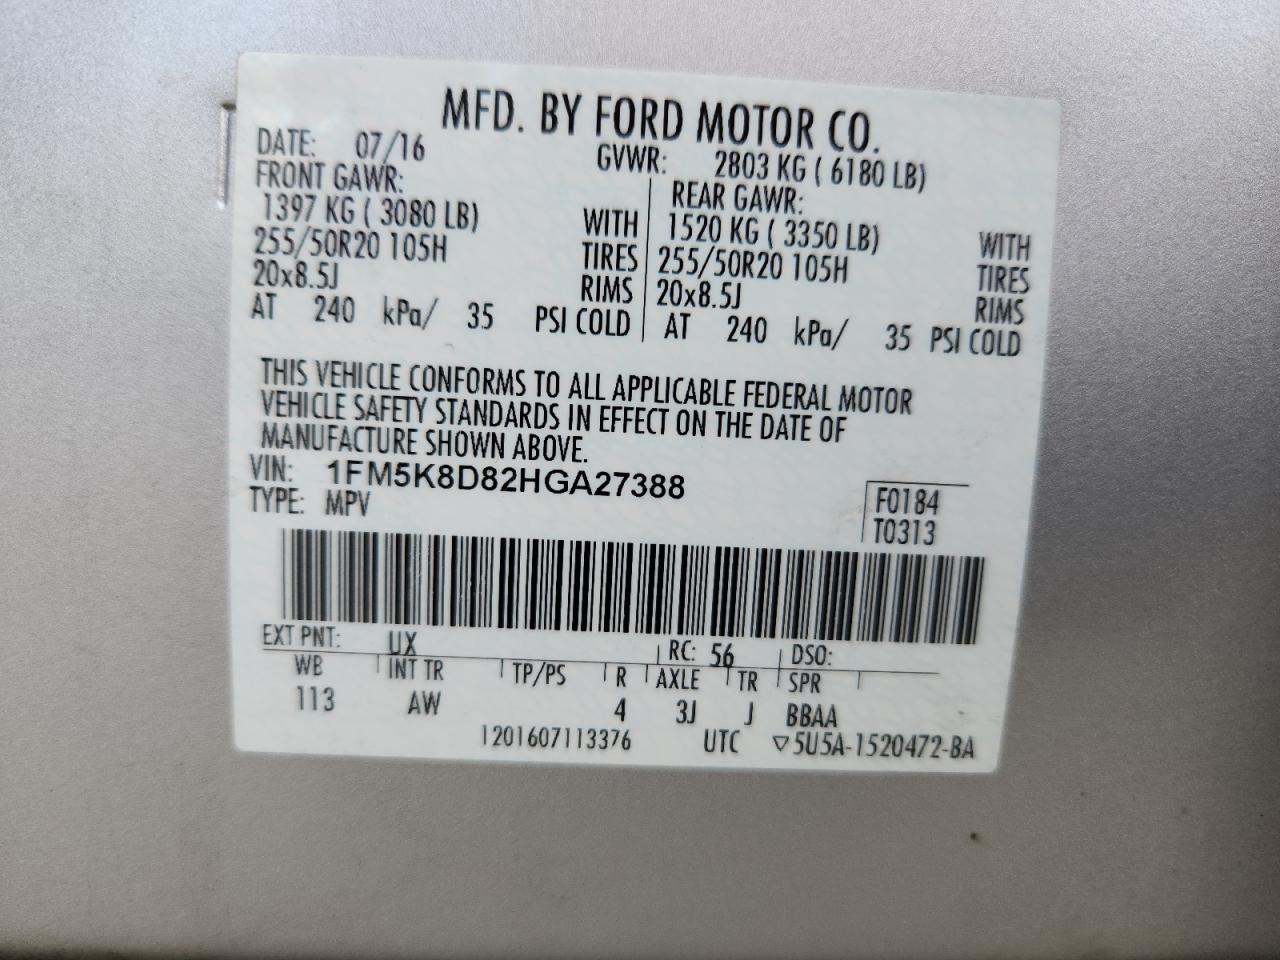 MFD. BY FORD MOTOR CO.
DATE: 07/16 GVWR: 2803 KG ( 6180 LB)
FRONT GAWR: REAR GAWR:
1397 KG ( 3080 LB) WITH 1520 KG ( 3350 LB) WITH
255/50R20 105H TIRES 255/50R20 105H TIRES
20x8.5J RIMS 20x8.5J RIMS
AT 240 kPa/ 35 PSI COLD AT 240 kPa/ 35 PSI COLD
THIS VEHICLE CONFORMS TO ALL APPLICABLE FEDERAL MOTOR
VEHICLE SAFETY STANDARDS IN EFFECT ON THE DATE OF
MANUFACTURE SHOWN ABOVE.
VIN: 1FM5K8D82HGA27388
TYPE: MPV
F0184
T0313
EXT PNT: UX RC: 56 DSO:
WB INT TR TP/PS R AXLE TR SPR
113 AW 4 3J J BBAA
1201607113376 UTC ▽5U5A-1520472-BA